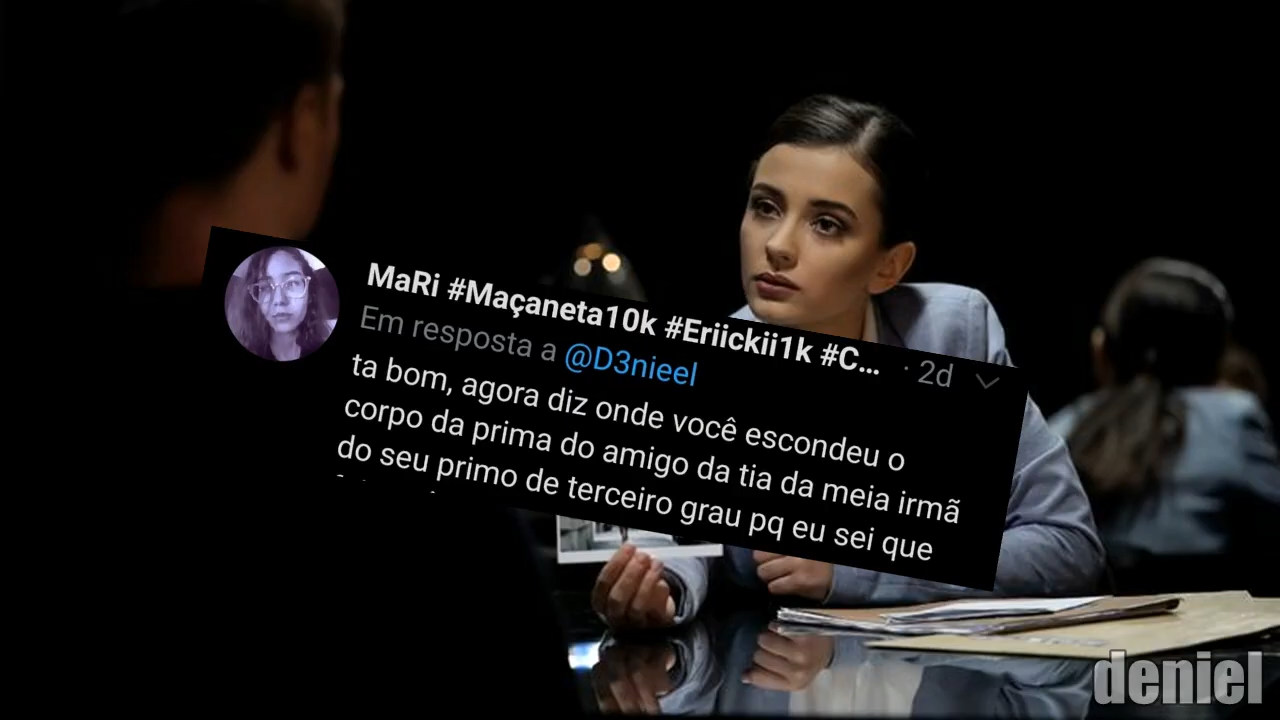 MaRi #Maçaneta10k #Eriickii1k #C... · 2d
Em resposta a @D3nieel
ta bom, agora diz onde você escondeu o
corpo da prima do amigo da tia da meia irmã
do seu primo de terceiro grau pq eu sei que
deniel